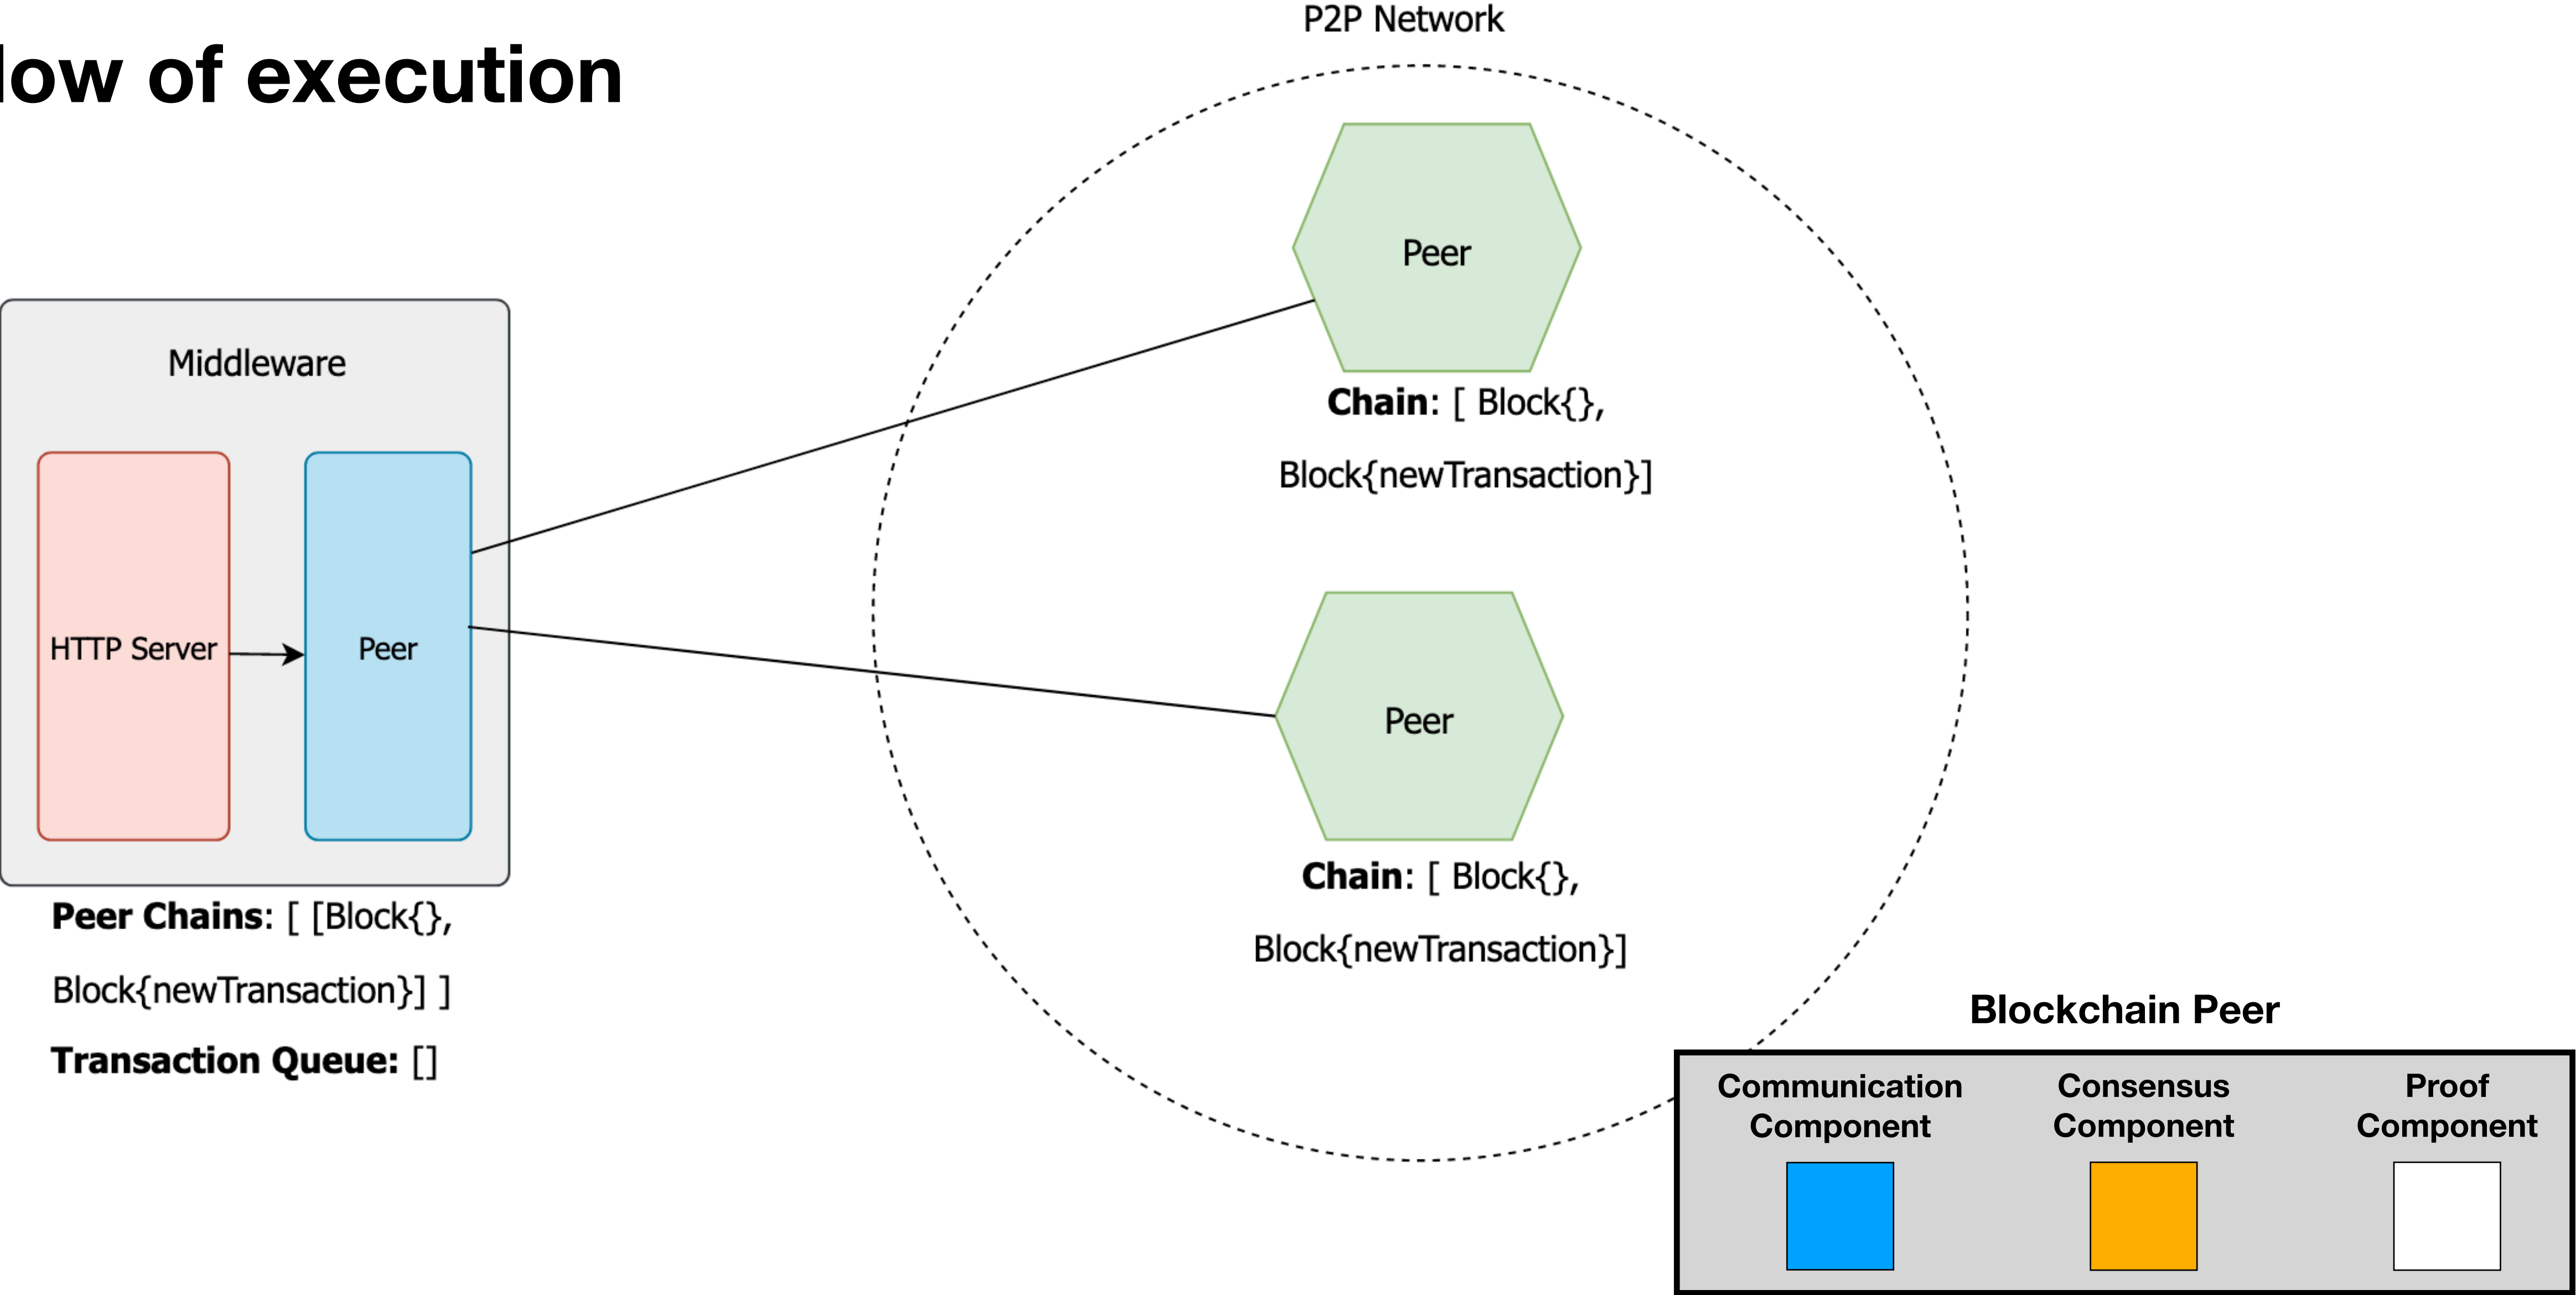 low of execution
P2P Network
Peer
Chain: [ Block{},
Block{newTransaction}]
Middleware
HTTP Server
Peer
Peer
Chain: [ Block{},
Block{newTransaction}]
Peer Chains: [ [Block{},
Block{newTransaction}] ]
Transaction Queue: []
Blockchain Peer
Communication
Component
Consensus
Component
Proof
Component